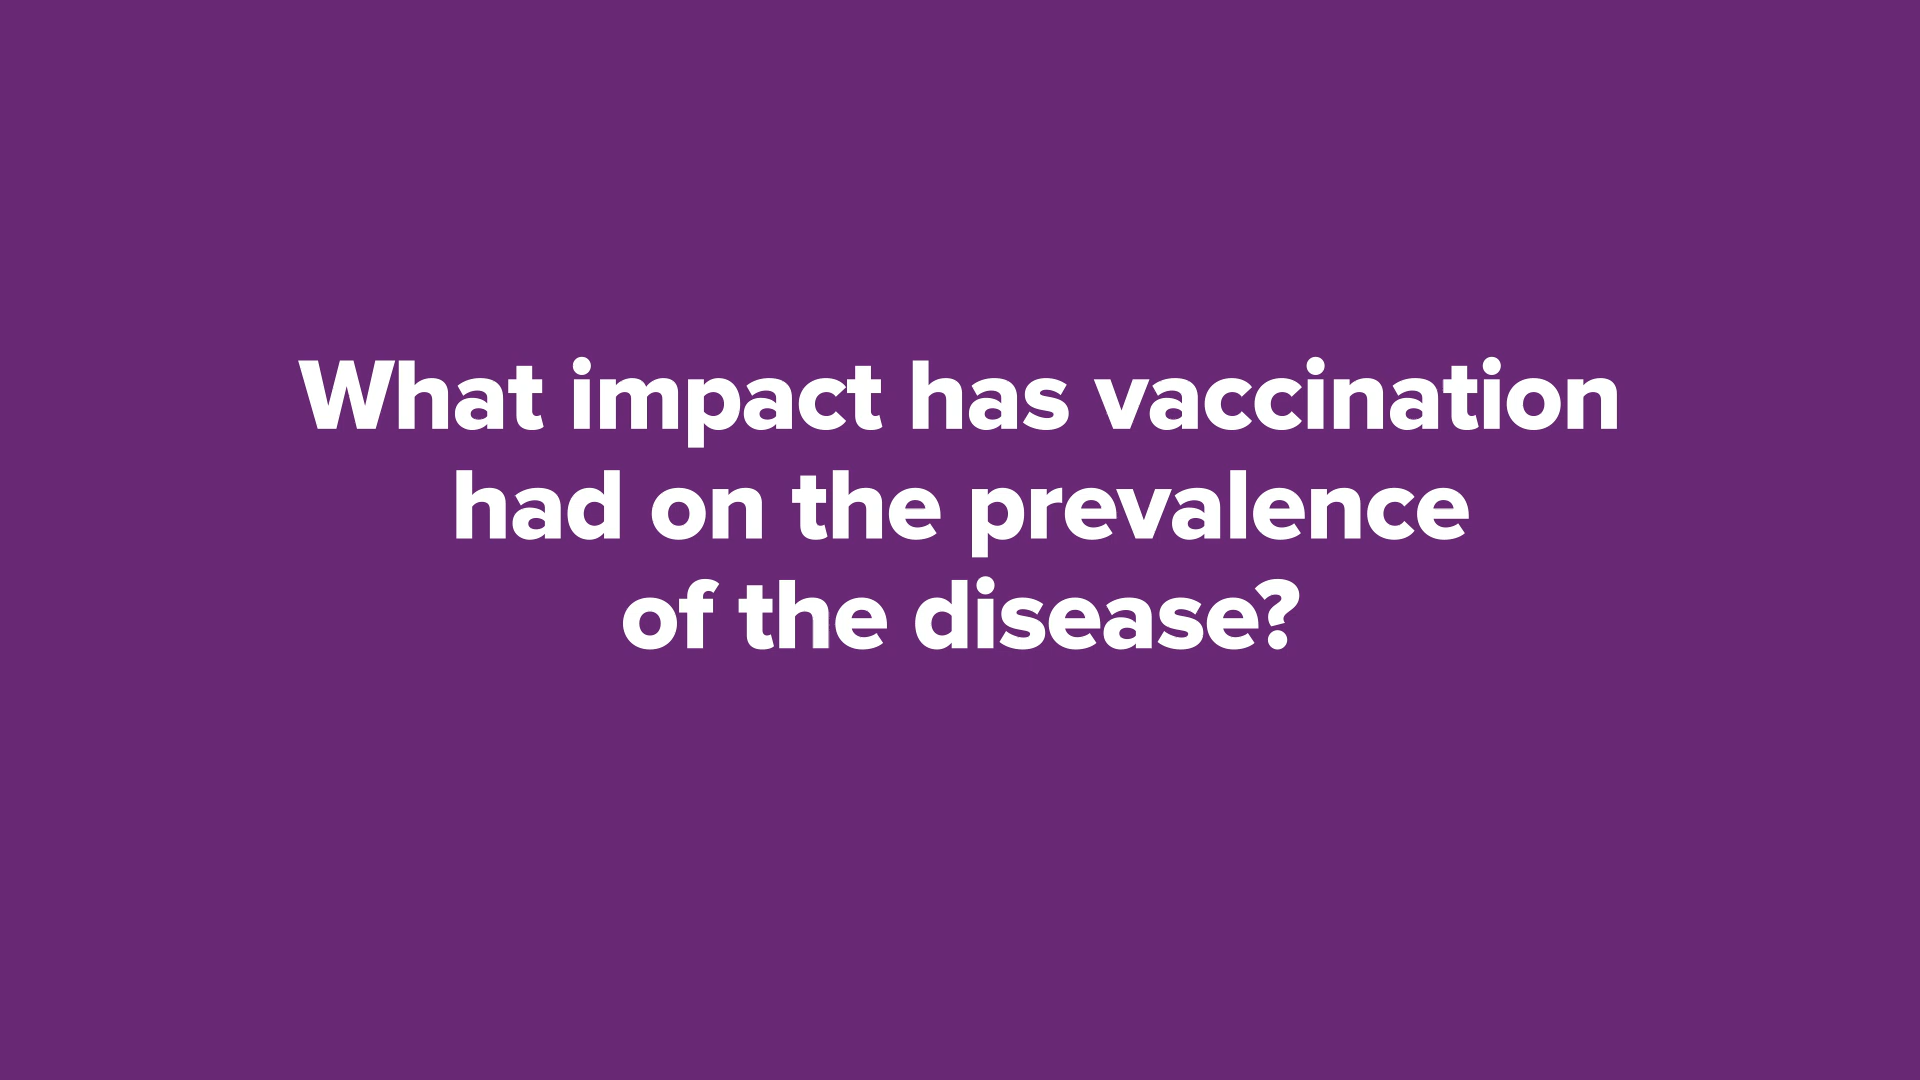 What impact has vaccination
had on the prevalence
of the disease?